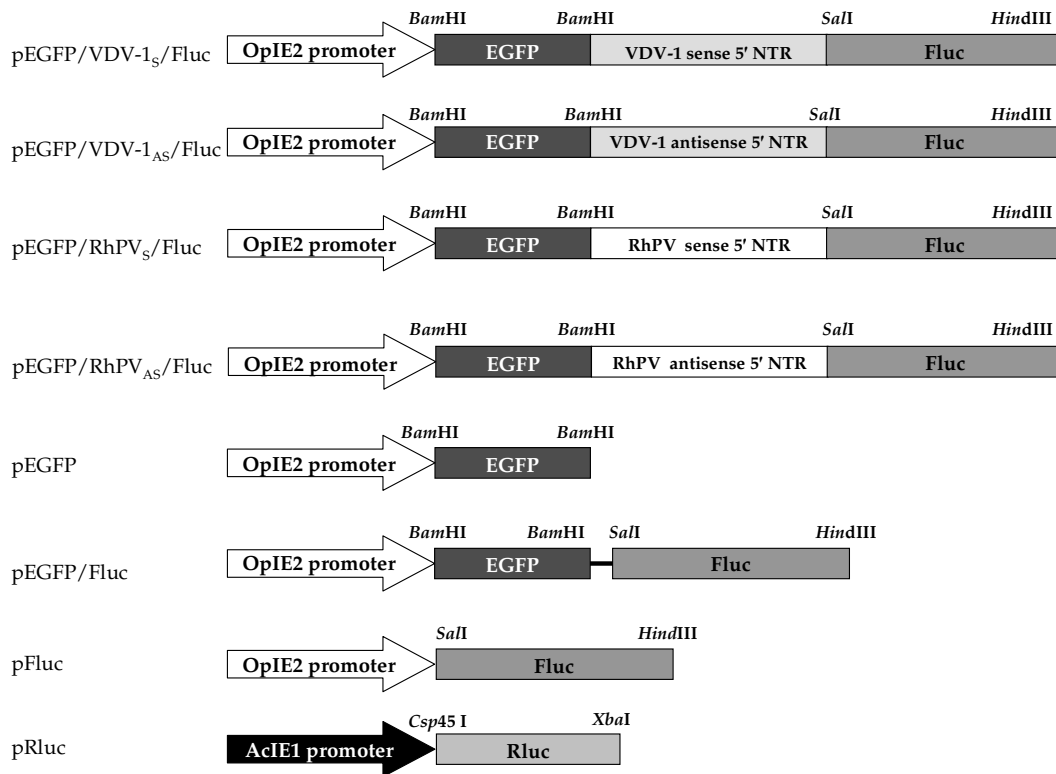 BamHI BamHI SalI HindIII
pEGFP/VDV-1S/Fluc OpIE2 promoter EGFP VDV-1 sense 5′ NTR Fluc
BamHI BamHI SalI HindIII
pEGFP/VDV-1AS/Fluc OpIE2 promoter EGFP VDV-1 antisense 5′ NTR Fluc
BamHI BamHI SalI HindIII
pEGFP/RhPVS/Fluc OpIE2 promoter EGFP RhPV sense 5′ NTR Fluc
BamHI BamHI SalI HindIII
pEGFP/RhPVAS/Fluc OpIE2 promoter EGFP RhPV antisense 5′ NTR Fluc
BamHI BamHI
pEGFP OpIE2 promoter EGFP
BamHI BamHI SalI HindIII
pEGFP/Fluc OpIE2 promoter EGFP Fluc
SalI HindIII
pFluc OpIE2 promoter Fluc
Csp45 I XbaI
pRluc AcIE1 promoter Rluc